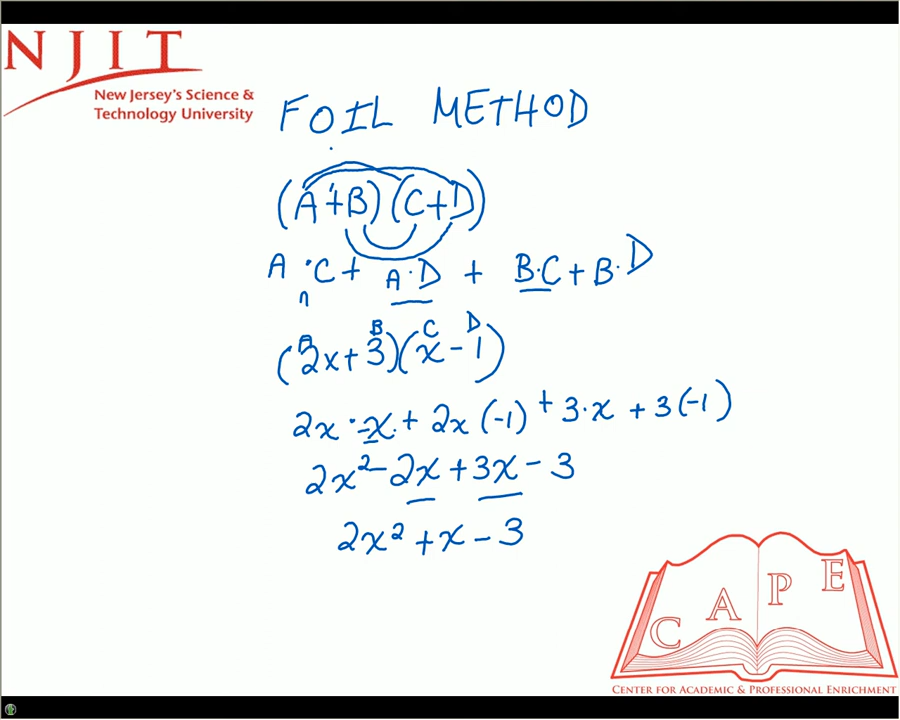 NJIT
New Jersey's Science &
Technology University
FOIL METHOD
(A+B)(C+D)
A·C + A·D + B·C + B·D
A B C D
(2x+3)(x-1)
2x·x + 2x(-1) + 3·x + 3(-1)
2x²-2x+3x-3
2x²+x-3
CAPE
CENTER FOR ACADEMIC & PROFESSIONAL ENRICHMENT